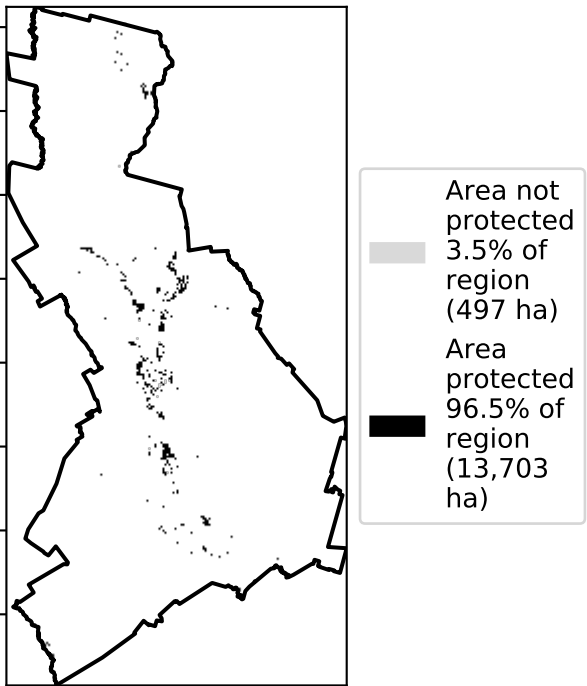 Area not
protected
3.5% of
region
(497 ha)
Area
protected
96.5% of
region
(13,703
ha)